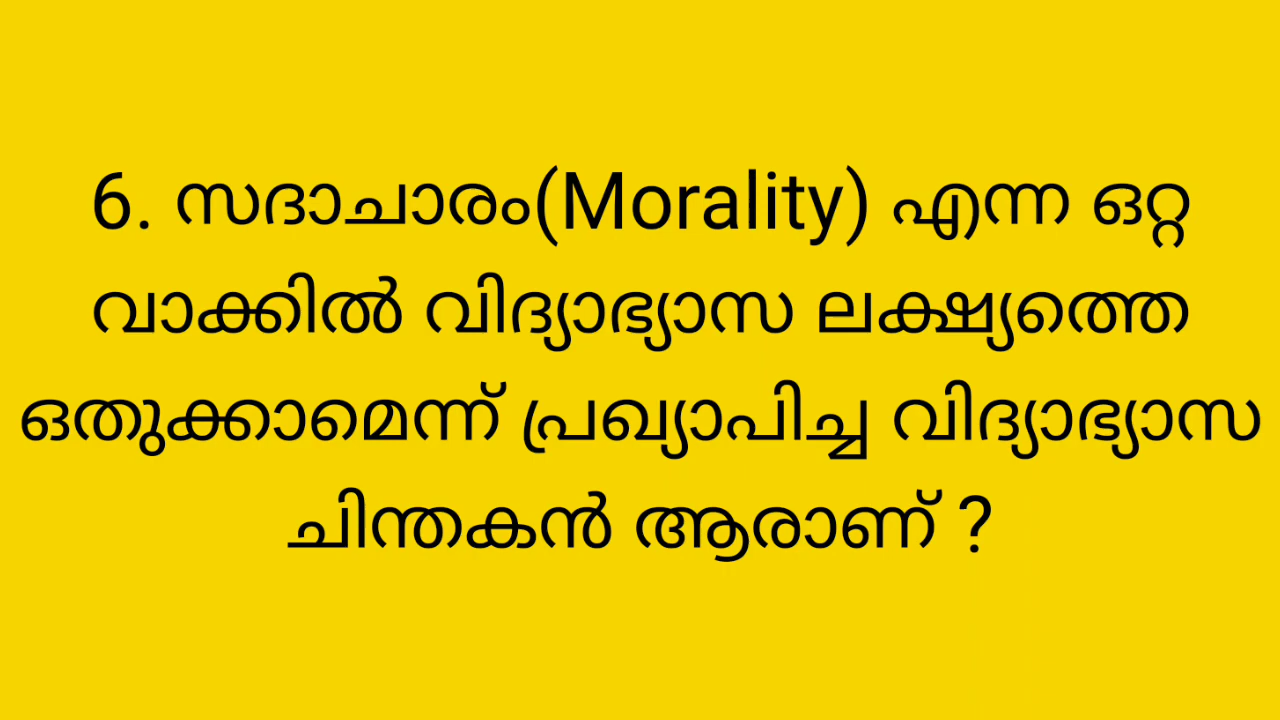 6. സദാചാരം(Morality) എന്ന ഒറ്റ
വാക്കിൽ വിദ്യാഭ്യാസ ലക്ഷ്യത്തെ
ഒതുക്കാമെന്ന് പ്രഖ്യാപിച്ച വിദ്യാഭ്യാസ
ചിന്തകൻ ആരാണ് ?